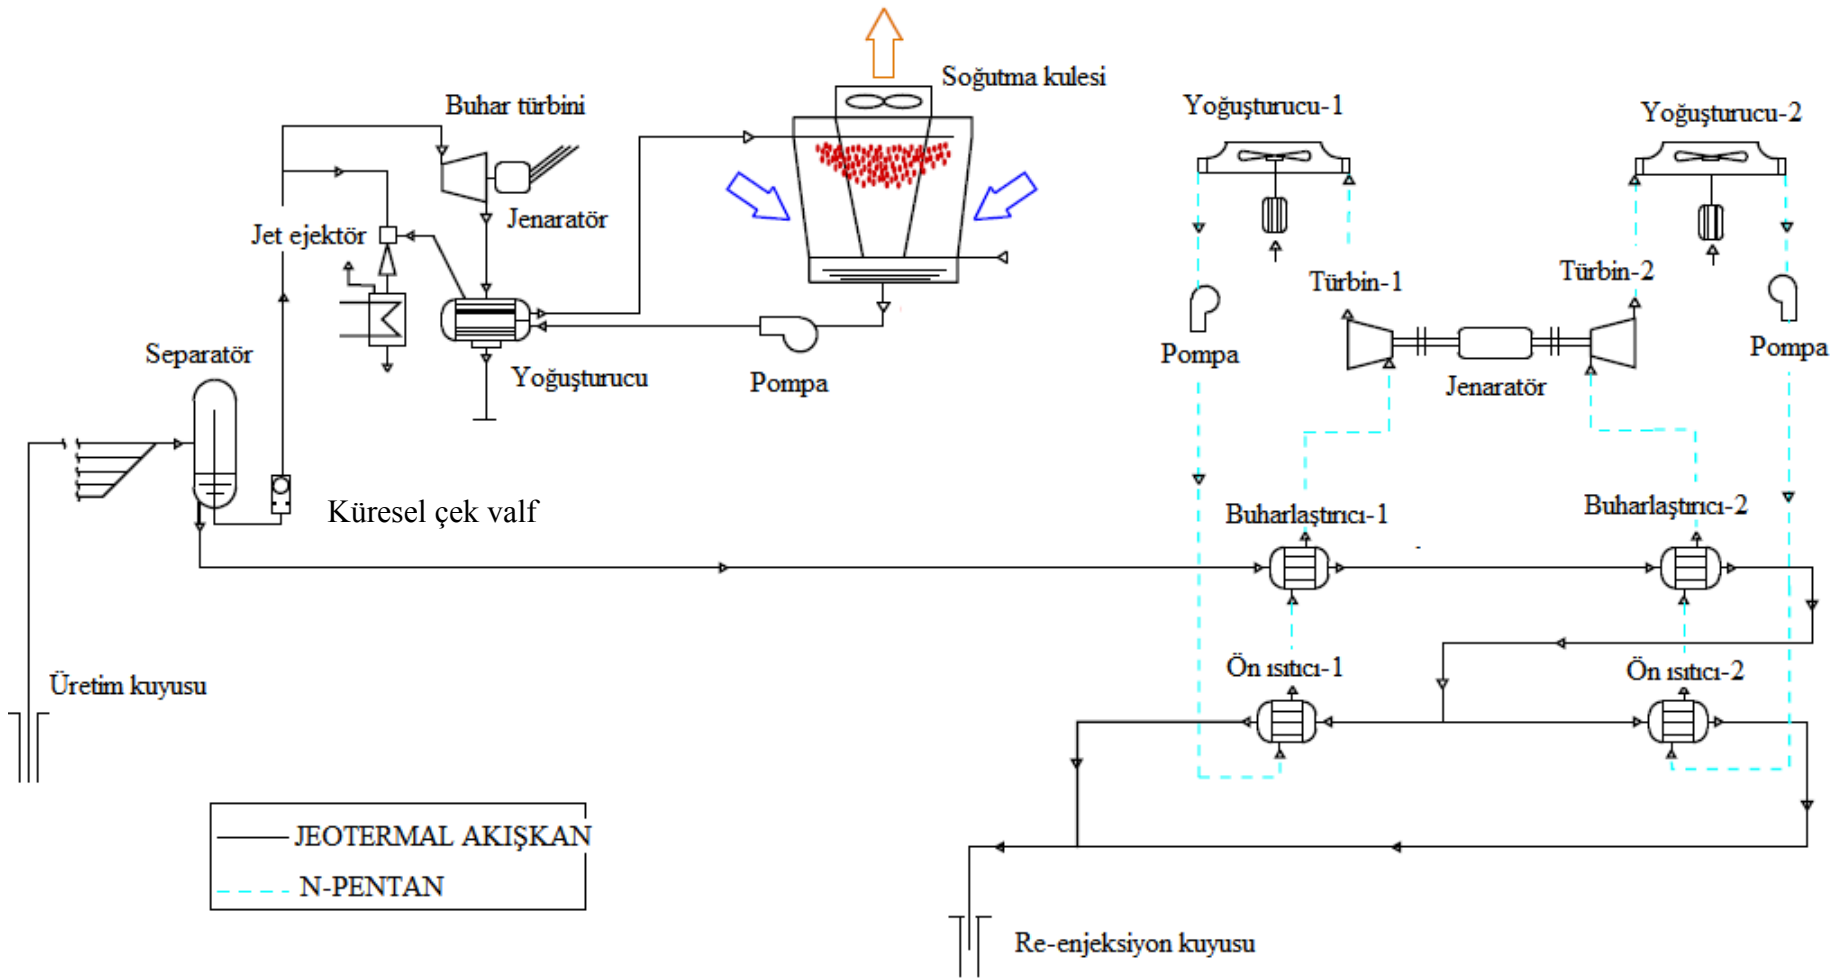 Soğutma kulesi
Buhar türbini
Yoğuşturucu-1
Yoğuşturucu-2
Jenaratör
Jet ejektör
Türbin-1
Türbin-2
Separatör
Yoğuşturucu
Pompa
Pompa
Jenaratör
Pompa
Küresel çek valf
Buharlaştırıcı-1
Buharlaştırıcı-2
Üretim kuyusu
Ön ısıtıcı-1
Ön ısıtıcı-2
JEOTERMAL AKIŞKAN
N-PENTAN
Re-enjeksiyon kuyusu